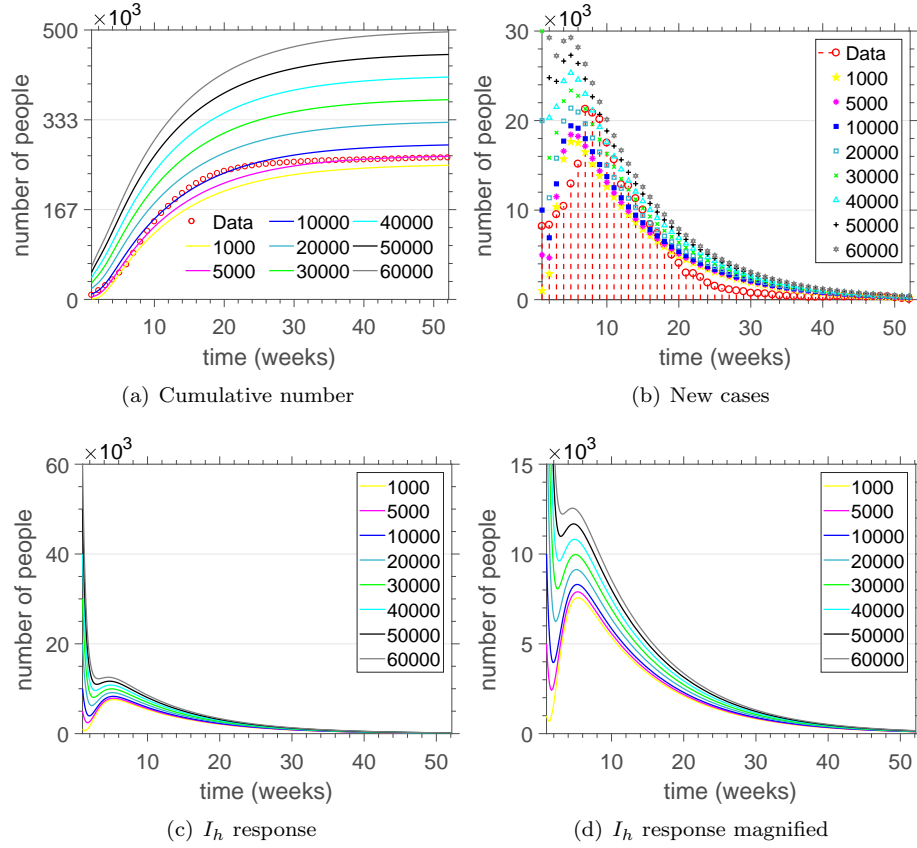 ×10³
500
333
167
0
number of people
Data
1000
5000
10000
20000
30000
40000
50000
60000
10 20 30 40 50
time (weeks)
(a) Cumulative number
×10³
30
20
10
0
number of people
Data
1000
5000
10000
20000
30000
40000
50000
60000
10 20 30 40 50
time (weeks)
(b) New cases
×10³
60
40
20
0
number of people
1000
5000
10000
20000
30000
40000
50000
60000
10 20 30 40 50
time (weeks)
(c) I_h response
×10³
15
10
5
0
number of people
1000
5000
10000
20000
30000
40000
50000
60000
10 20 30 40 50
time (weeks)
(d) I_h response magnified